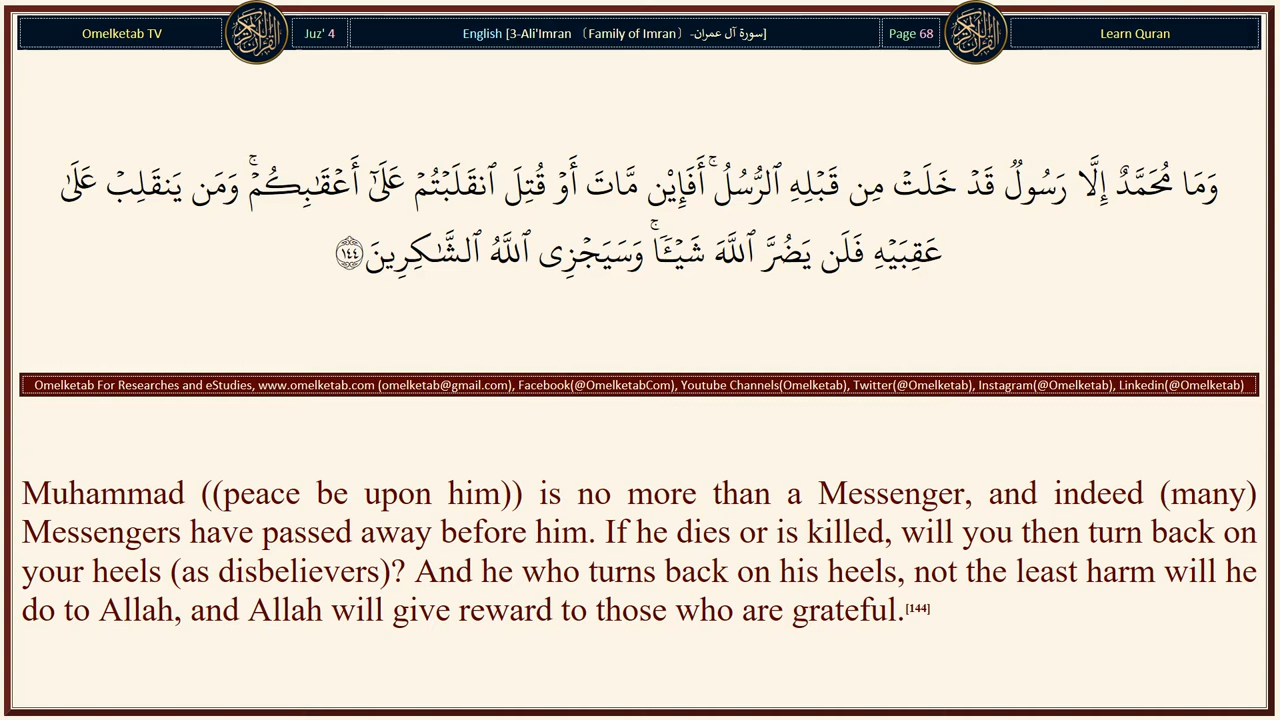 Omelketab TV
Juz' 4
English [3-Ali'Imran （Family of Imran）-سورة آل عمران]
Page 68
Learn Quran
وَمَا مُحَمَّدٌ إِلَّا رَسُولٌ قَدۡ خَلَتۡ مِن قَبۡلِهِ ٱلرُّسُلُۚ أَفَإِيْن مَّاتَ أَوۡ قُتِلَ ٱنقَلَبۡتُمۡ عَلَىٰٓ أَعۡقَٰبِكُمۡۚ وَمَن يَنقَلِبۡ عَلَىٰ
عَقِبَيۡهِ فَلَن يَضُرَّ ٱللَّهَ شَيۡـٔٗاۚ وَسَيَجۡزِى ٱللَّهُ ٱلشَّٰكِرِينَ ١٤٤
Omelketab For Researches and eStudies, www.omelketab.com (omelketab@gmail.com), Facebook(@OmelketabCom), Youtube Channels(Omelketab), Twitter(@Omelketab), Instagram(@Omelketab), Linkedin(@Omelketab)
Muhammad ((peace be upon him)) is no more than a Messenger, and indeed (many)
Messengers have passed away before him. If he dies or is killed, will you then turn back on
your heels (as disbelievers)? And he who turns back on his heels, not the least harm will he
do to Allah, and Allah will give reward to those who are grateful.[144]